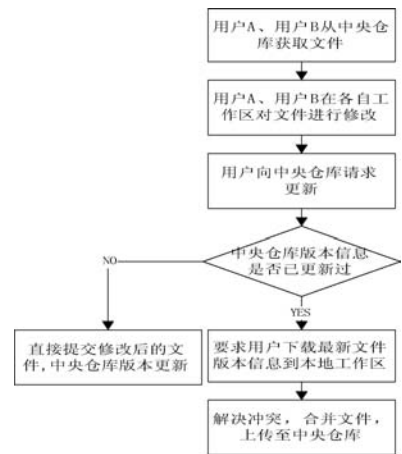 用户A、用户B从中央仓
库获取文件
用户A、用户B在各自工
作区对文件进行修改
用户向中央仓库请求
更新
中央仓库版本信息
是否已更新过
NO
YES
直接提交修改后的文
件,中央仓库版本更新
要求用户下载最新文件
版本信息到本地工作区
解决冲突，合并文件，
上传至中央仓库